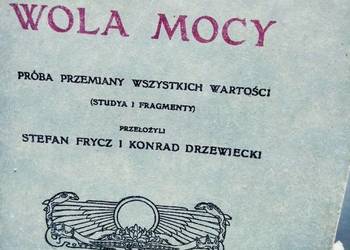 WOLA MOCY
PRÓBA PRZEMIANY WSZYSTKICH WARTOŚCI
(STUDYA I FRAGMENTY)
PRZEŁOŻYLI
STEFAN FRYCZ I KONRAD DRZEWIECKI